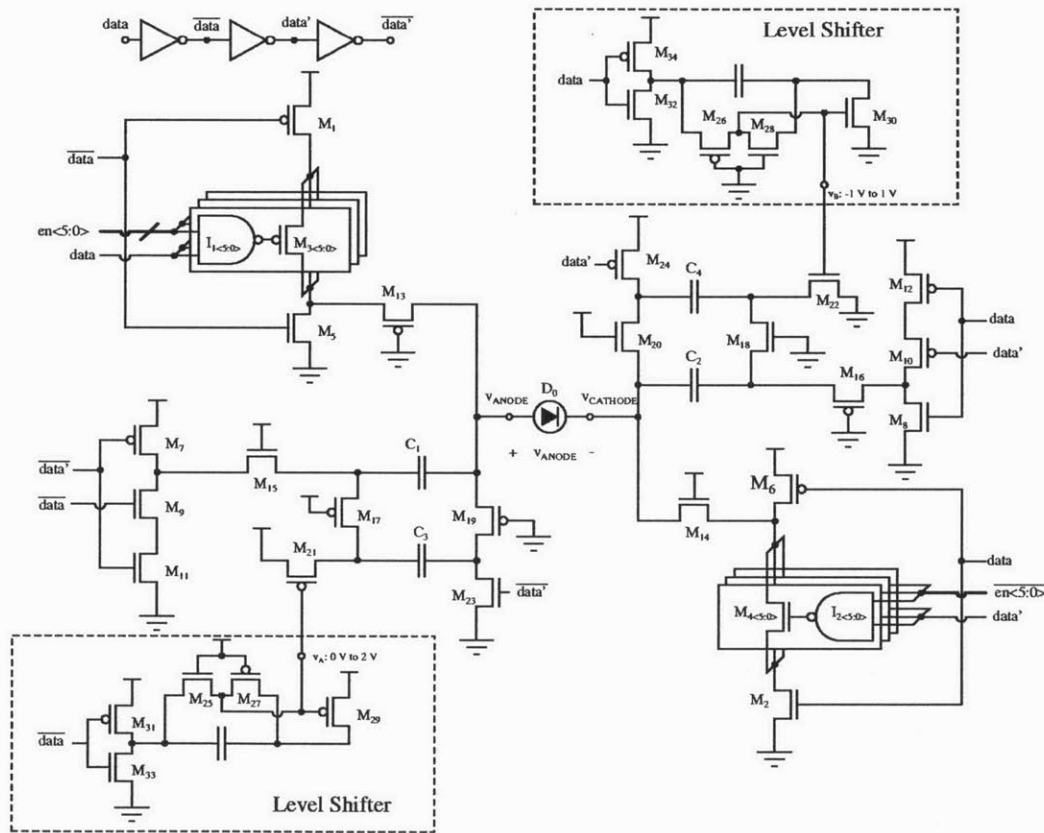 data
data̅
data'
data'̅
Level Shifter
M34
data
M32
M26
M28
M30
vB: -1 V to 1 V
M1
data̅
en<5:0>
I1<5:0>
M3<5:0>
data
M13
M5
data'
M24
C4
M22
M12
data
M20
M18
M10
data'
C2
M16
M8
D0
vANODE
vCATHODE
+ vANODE -
M7
data'̅
M15
C1
data̅
M9
M17
M19
M21
C3
M11
M23
data'̅
M6
M14
data
en<5:0>̅
M4<5:0>
I2<5:0>
data'
M2
vA: 0 V to 2 V
M25
M27
M29
M31
data̅
M33
Level Shifter